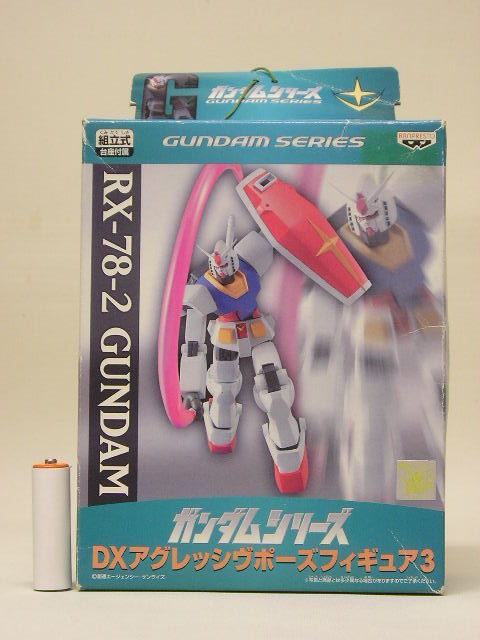 G
ガンダムシリーズ
GUNDAM SERIES
くみ たて しき
組立式
台座付属
GUNDAM SERIES
BANPRESTO
RX-78-2 GUNDAM
ガンダムシリーズ
DXアグレッシヴポーズフィギュア3
©創通エージェンシー サンライズ